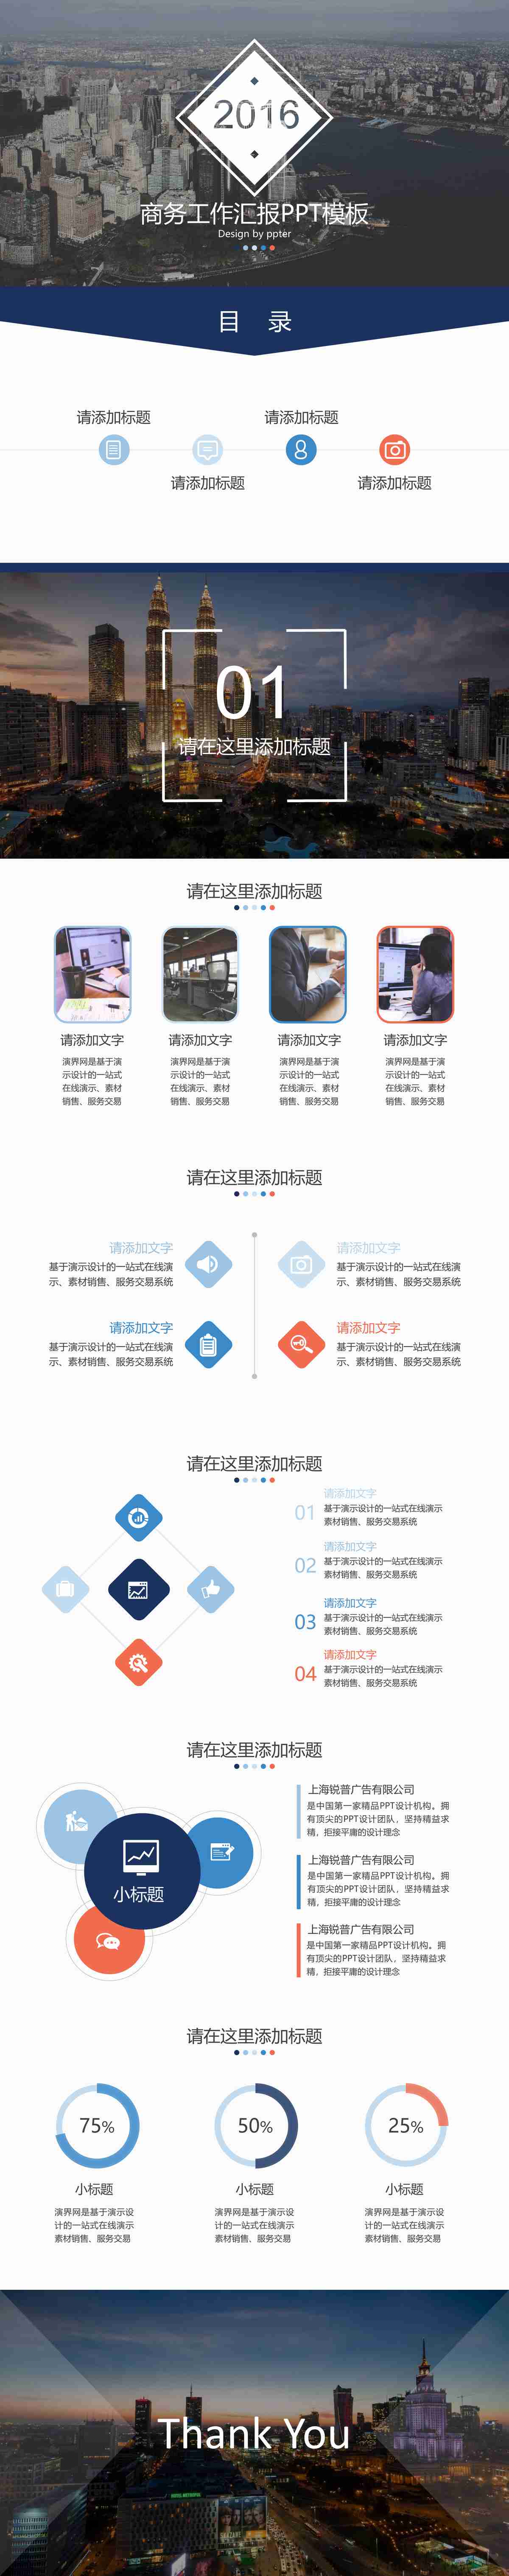 2016
商务工作汇报PPT模板
Design by ppter
目 录
请添加标题
请添加标题
请添加标题
请添加标题
01
请在这里添加标题
请在这里添加标题
请添加文字
请添加文字
请添加文字
请添加文字
演界网是基于演
示设计的一站式
在线演示、素材
销售、服务交易
演界网是基于演
示设计的一站式
在线演示、素材
销售、服务交易
演界网是基于演
示设计的一站式
在线演示、素材
销售、服务交易
演界网是基于演
示设计的一站式
在线演示、素材
销售、服务交易
请在这里添加标题
请添加文字
基于演示设计的一站式在线演
示、素材销售、服务交易系统
请添加文字
基于演示设计的一站式在线演
示、素材销售、服务交易系统
请添加文字
基于演示设计的一站式在线演
示、素材销售、服务交易系统
请添加文字
基于演示设计的一站式在线演
示、素材销售、服务交易系统
请在这里添加标题
请添加文字
01
基于演示设计的一站式在线演示
素材销售、服务交易系统
请添加文字
02
基于演示设计的一站式在线演示
素材销售、服务交易系统
请添加文字
03
基于演示设计的一站式在线演示
素材销售、服务交易系统
请添加文字
04
基于演示设计的一站式在线演示
素材销售、服务交易系统
请在这里添加标题
小标题
上海锐普广告有限公司
是中国第一家精品PPT设计机构。拥
有顶尖的PPT设计团队，坚持精益求
精，拒接平庸的设计理念
上海锐普广告有限公司
是中国第一家精品PPT设计机构。拥
有顶尖的PPT设计团队，坚持精益求
精，拒接平庸的设计理念
上海锐普广告有限公司
是中国第一家精品PPT设计机构。拥
有顶尖的PPT设计团队，坚持精益求
精，拒接平庸的设计理念
请在这里添加标题
75%
50%
25%
小标题
小标题
小标题
演界网是基于演示设
计的一站式在线演示
素材销售、服务交易
演界网是基于演示设
计的一站式在线演示
素材销售、服务交易
演界网是基于演示设
计的一站式在线演示
素材销售、服务交易
Thank You